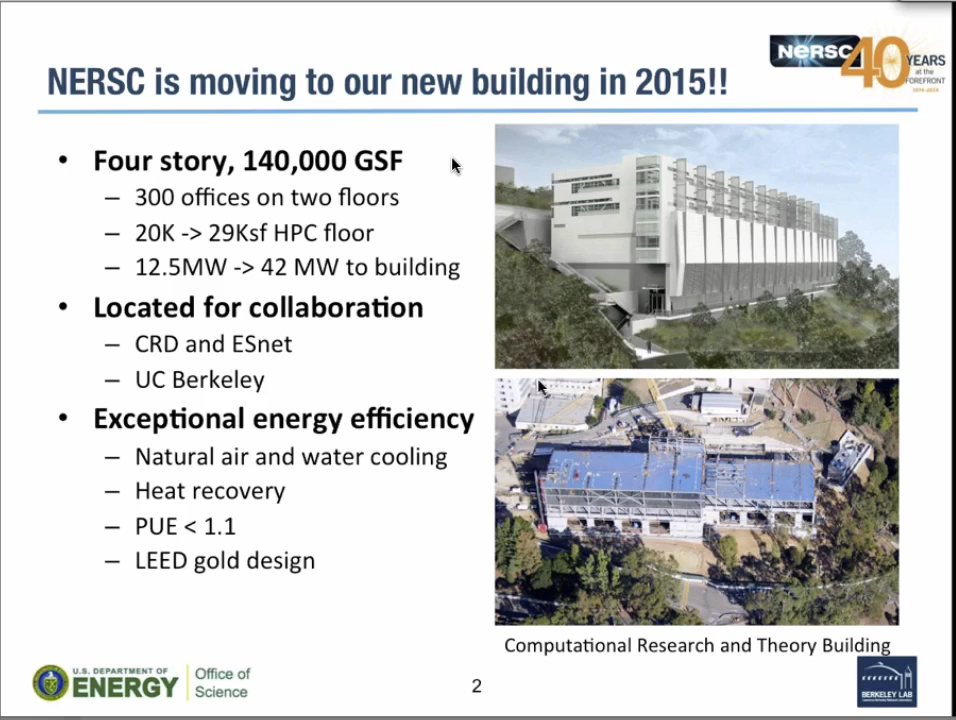 NERSC 40 YEARS
at the
FOREFRONT
1974-2014
NERSC is moving to our new building in 2015!!
• Four story, 140,000 GSF
– 300 offices on two floors
– 20K -> 29Ksf HPC floor
– 12.5MW -> 42 MW to building
• Located for collaboration
– CRD and ESnet
– UC Berkeley
• Exceptional energy efficiency
– Natural air and water cooling
– Heat recovery
– PUE < 1.1
– LEED gold design
Computational Research and Theory Building
U.S. DEPARTMENT OF
ENERGY
Office of
Science
2
BERKELEY LAB